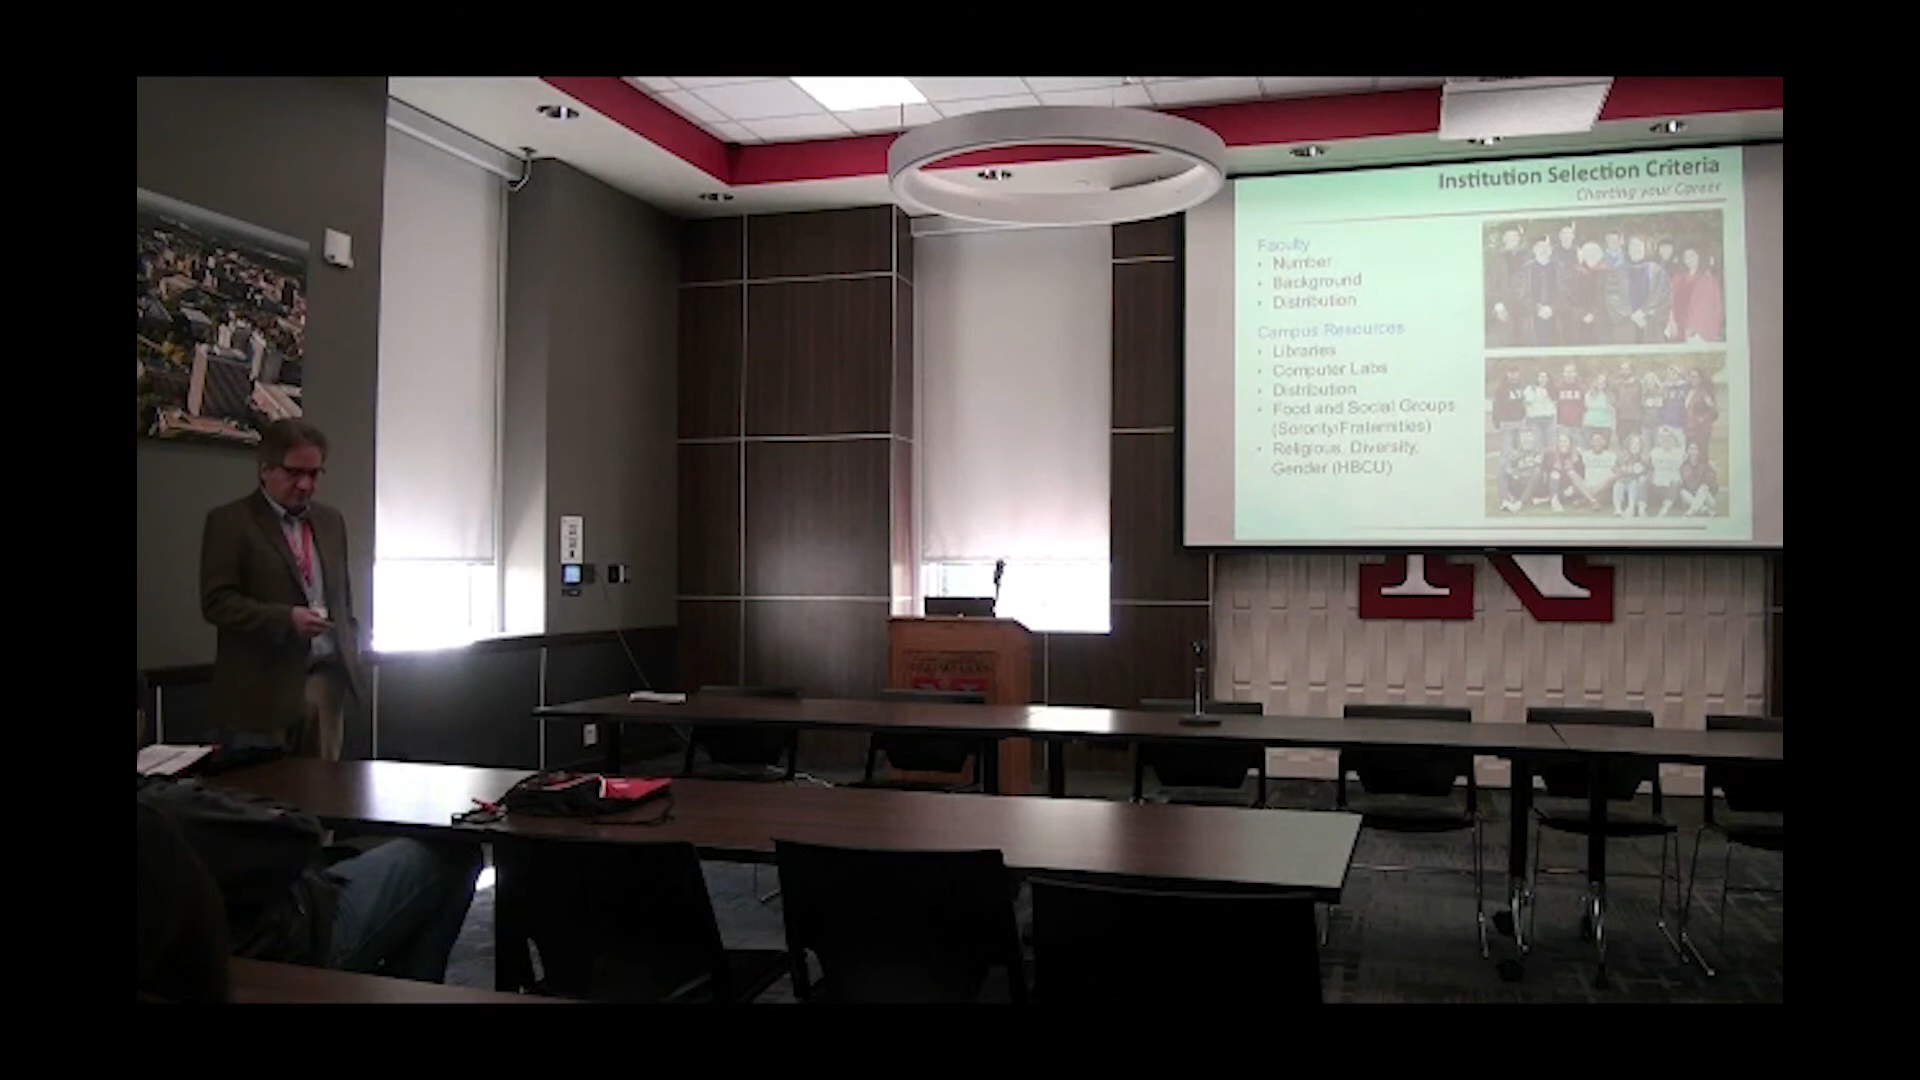 Institution Selection Criteria
Charting your Career
Faculty
• Number
• Background
• Distribution
Campus Resources
• Libraries
• Computer Labs
• Distribution
• Food and Social Groups
(Sorority/Fraternities)
• Religious, Diversity,
Gender (HBCU)
N